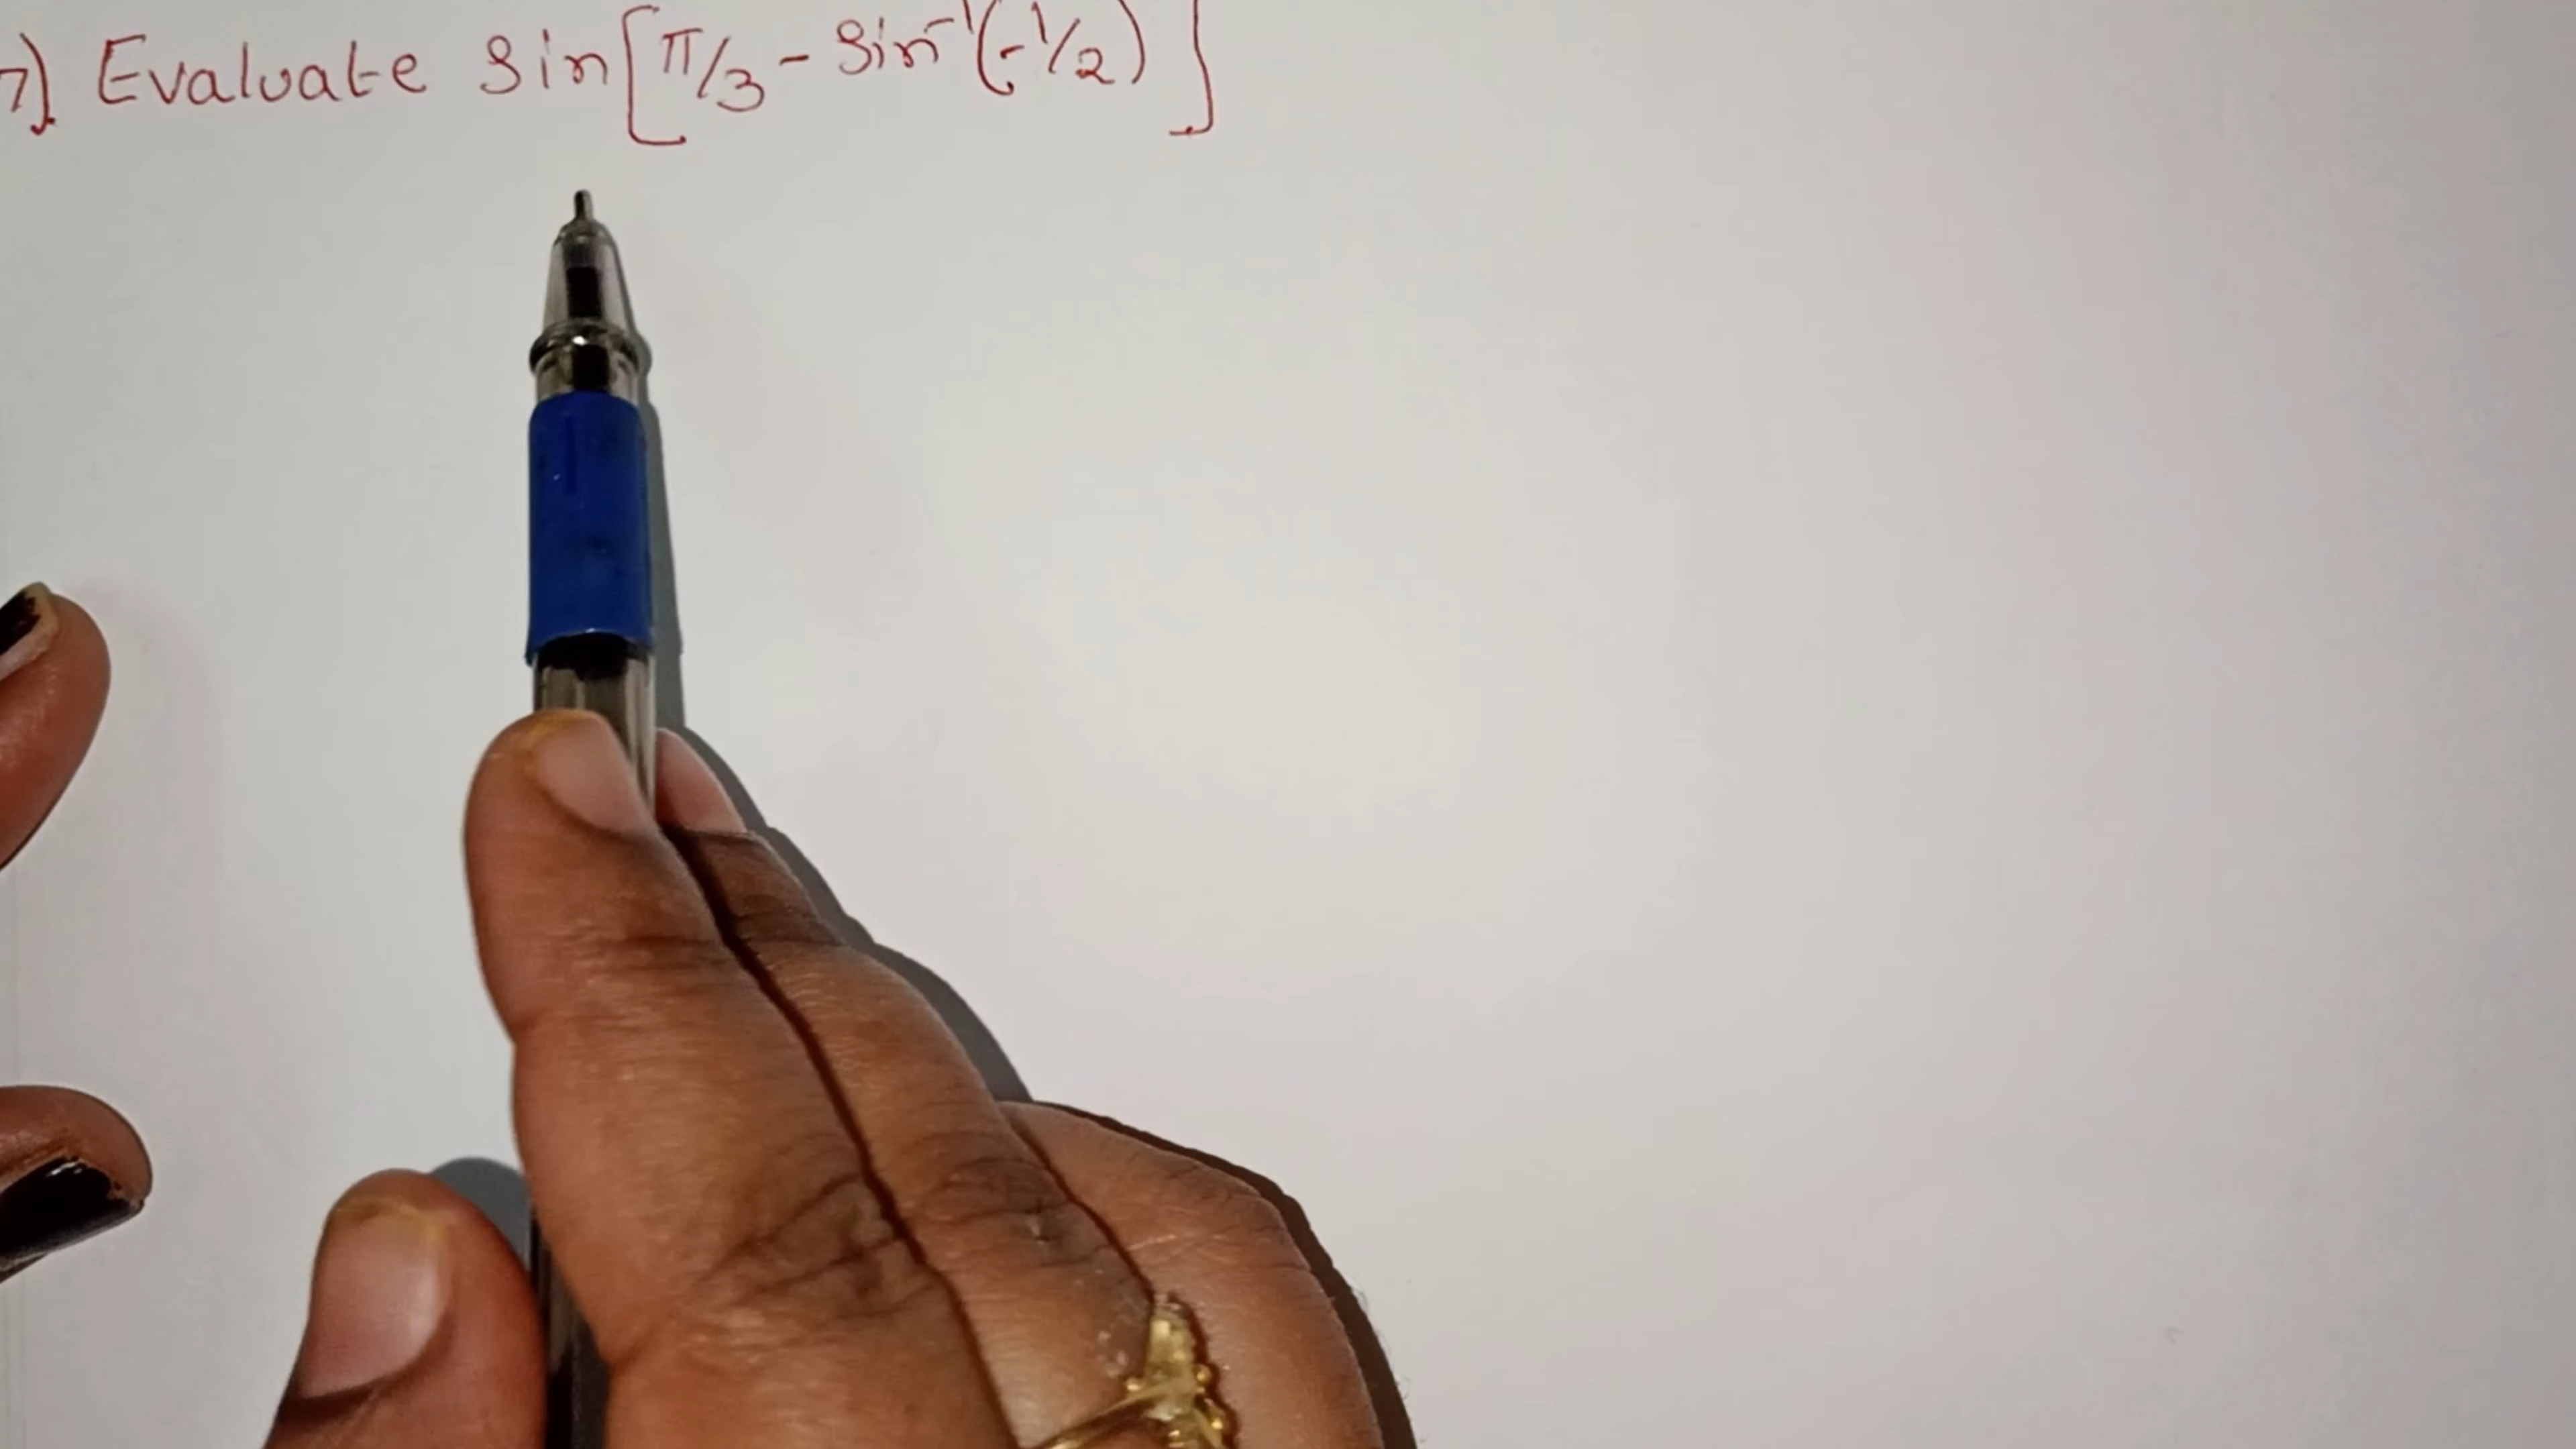 7). Evaluate Sin[π/3 - Sin⁻¹(-1/2)]